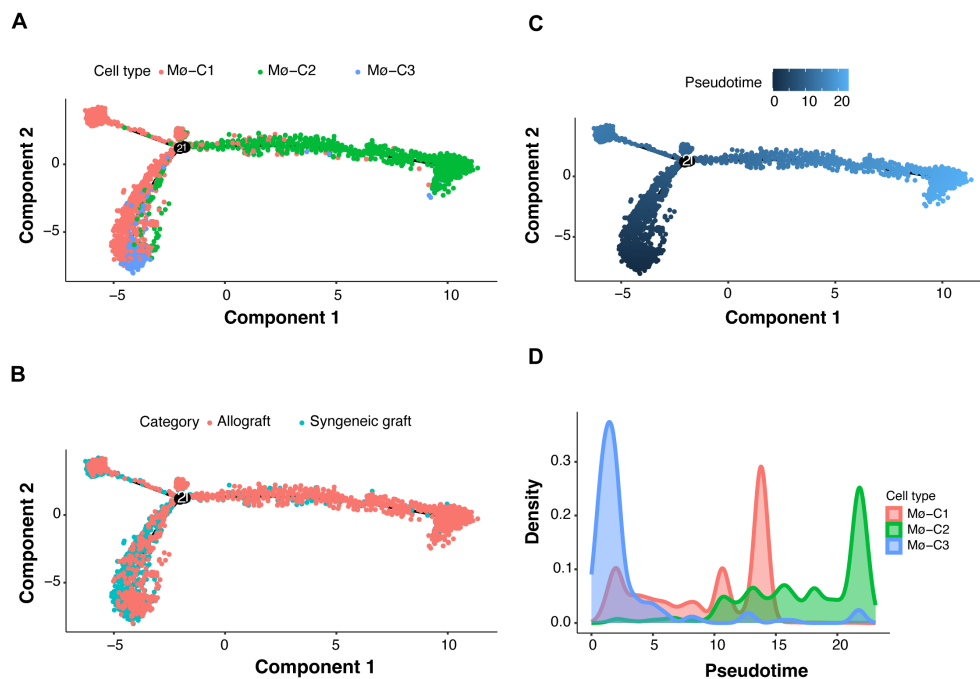 A
Cell type Mø−C1 Mø−C2 Mø−C3
Component 2
0
−5
21
−5 0 5 10
Component 1
B
Category Allograft Syngeneic graft
Component 2
0
−5
−5 0 5 10
Component 1
C
Pseudotime
0 10 20
Component 2
0
−5
−5 0 5 10
Component 1
D
Density
0.3
0.2
0.1
0.0
0 5 10 15 20
Pseudotime
Cell type
Mø−C1
Mø−C2
Mø−C3